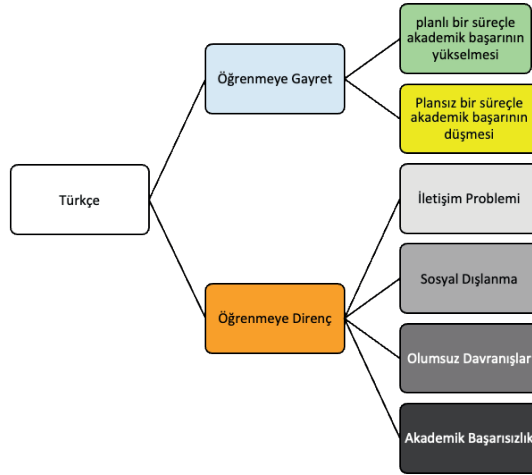 Türkçe
Öğrenmeye Gayret
planlı bir süreçle
akademik başarının
yükselmesi
Plansız bir süreçle
akademik başarının
düşmesi
Öğrenmeye Direnç
İletişim Problemi
Sosyal Dışlanma
Olumsuz Davranışlar
Akademik Başarısızlık